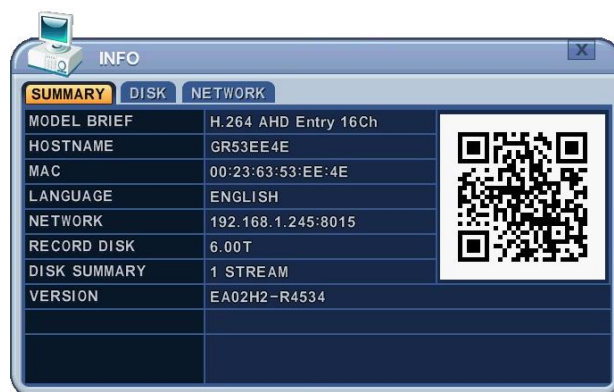 INFO
X
SUMMARY DISK NETWORK
MODEL BRIEF H.264 AHD Entry 16Ch
HOSTNAME GR53EE4E
MAC 00:23:63:53:EE:4E
LANGUAGE ENGLISH
NETWORK 192.168.1.245:8015
RECORD DISK 6.00T
DISK SUMMARY 1 STREAM
VERSION EA02H2-R4534